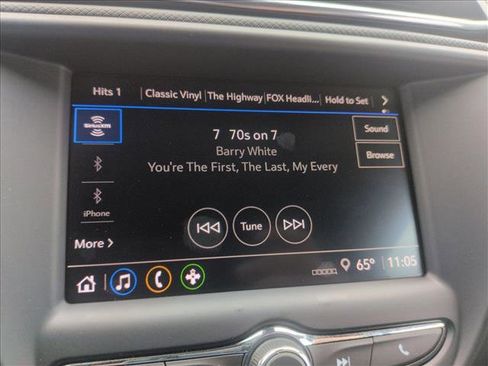 Hits 1 Classic Vinyl The Highway FOX Headli... Hold to Set
SiriusXM
7 70s on 7
Sound
Barry White
You're The First, The Last, My Every
Browse
iPhone
Tune
More
65° 11:05